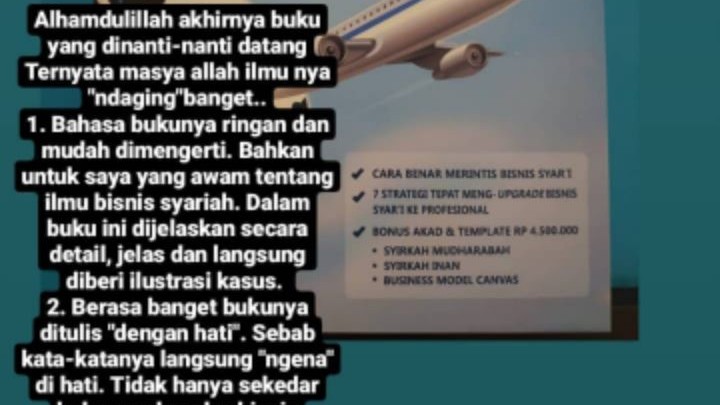 Alhamdulillah akhirnya buku
yang dinanti-nanti datang
Ternyata masya allah ilmu nya
"ndaging"banget..
1. Bahasa bukunya ringan dan
mudah dimengerti. Bahkan
untuk saya yang awam tentang
ilmu bisnis syariah. Dalam
buku ini dijelaskan secara
detail, jelas dan langsung
diberi ilustrasi kasus.
2. Berasa banget bukunya
ditulis "dengan hati". Sebab
kata-katanya langsung "ngena"
di hati. Tidak hanya sekedar
✔ CARA BENAR MERINTIS BISNIS SYAR'I
✔ 7 STRATEGI TEPAT MENG-UPGRADE BISNIS
SYAR'I KE PROFESIONAL
✔ BONUS AKAD & TEMPLATE RP 4.500.000
• SYIRKAH MUDHARABAH
• SYIRKAH INAN
• BUSINESS MODEL CANVAS